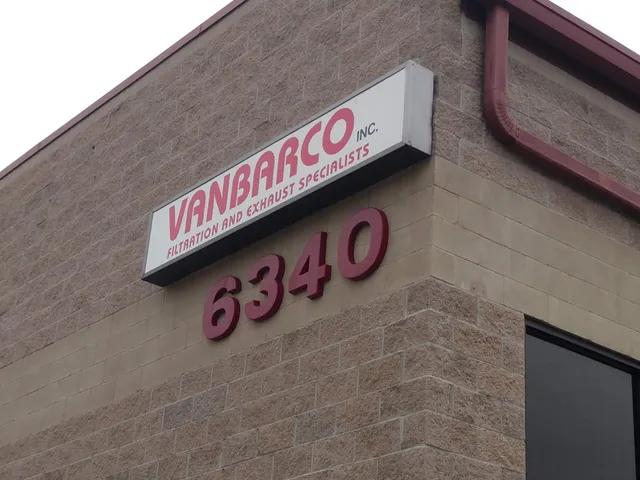 VANBARCO INC.
FILTRATION AND EXHAUST SPECIALISTS
6340